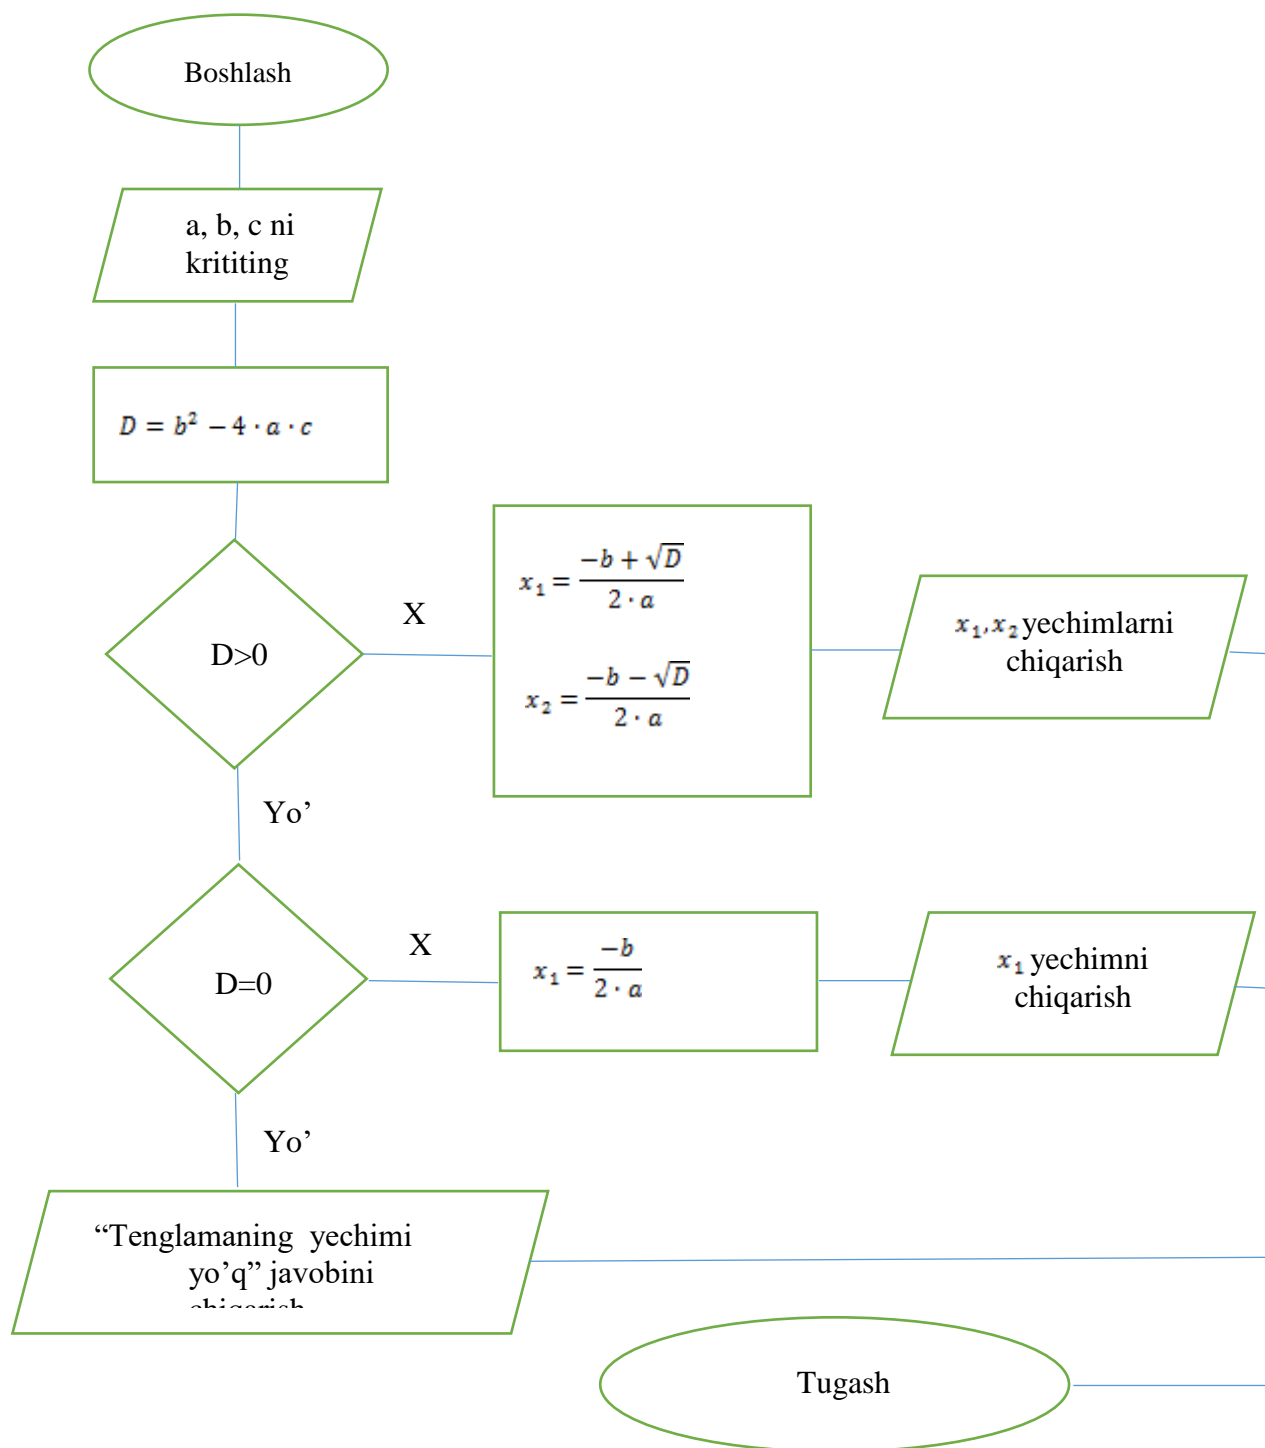 Boshlash
a, b, c ni
krititing
D = b² − 4 · a · c
D>0
X
x₁ = (−b + √D) / (2 · a)
x₂ = (−b − √D) / (2 · a)
x₁, x₂ yechimlarni
chiqarish
Yo’
D=0
X
x₁ = −b / (2 · a)
x₁ yechimni
chiqarish
Yo’
“Tenglamaning yechimi
yo’q” javobini
chiqarish
Tugash